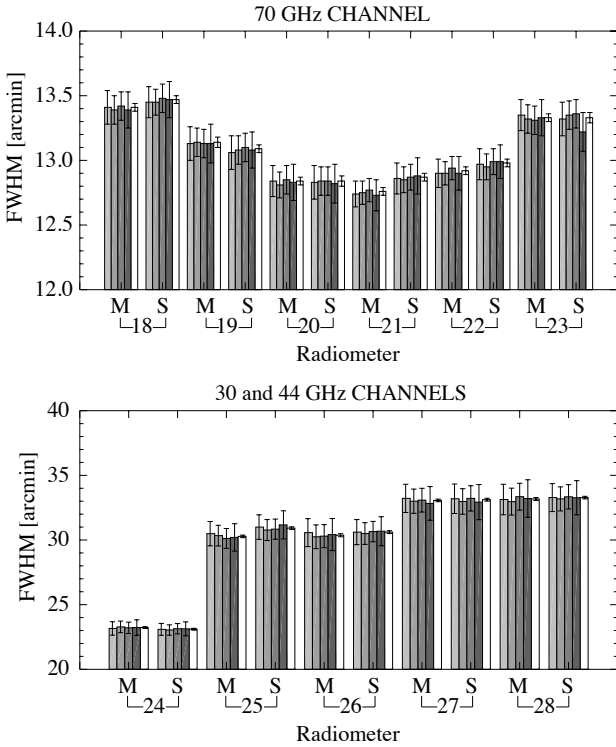 70 GHz CHANNEL
14.0
13.5
13.0
12.5
12.0
FWHM [arcmin]
M S M S M S M S M S M S
18 19 20 21 22 23
Radiometer
30 and 44 GHz CHANNELS
40
35
30
25
20
FWHM [arcmin]
M S M S M S M S M S
24 25 26 27 28
Radiometer